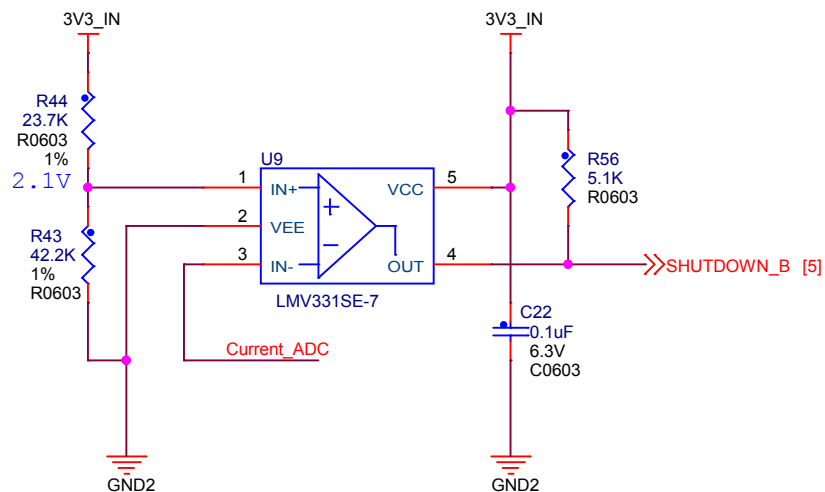 3V3_IN
3V3_IN
R44
23.7K
R0603
1%
2.1V
R43
42.2K
1%
R0603
U9
1 IN+
2 VEE
3 IN-
VCC 5
OUT 4
+
−
LMV331SE-7
Current_ADC
R56
5.1K
R0603
SHUTDOWN_B [5]
C22
0.1uF
6.3V
C0603
GND2
GND2